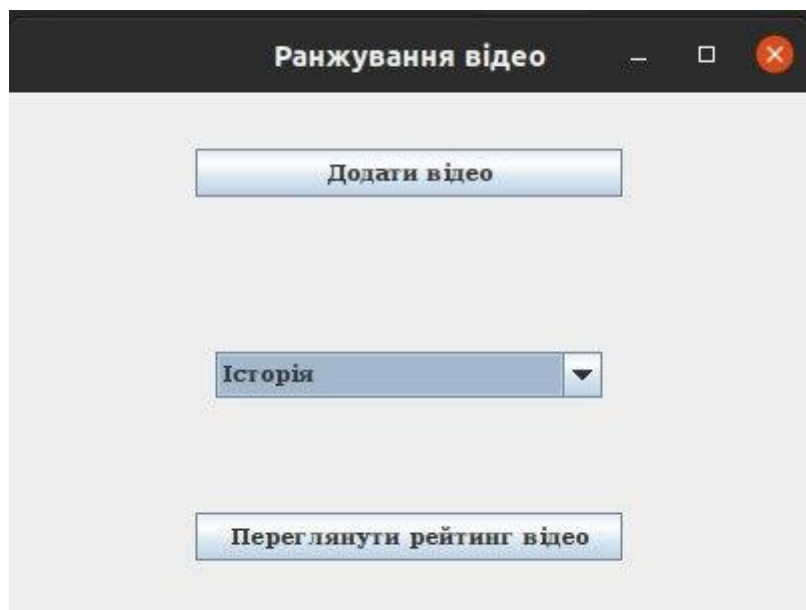 Ранжування відео
Додати відео
Історія
Переглянути рейтинг відео